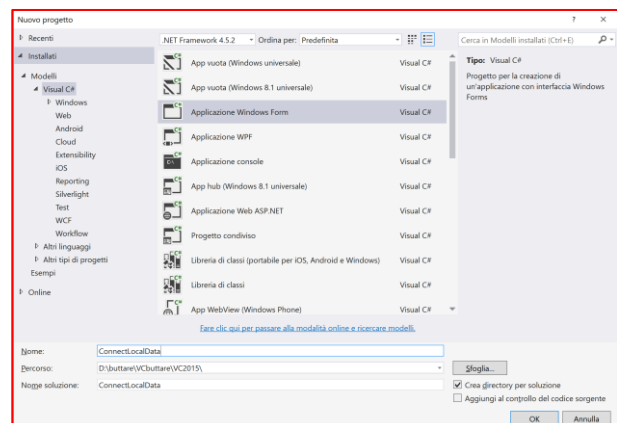 Nuovo progetto ? ×
Recenti
Installati
Modelli
Visual C#
Windows
Web
Android
Cloud
Extensibility
iOS
Reporting
Silverlight
Test
WCF
Workflow
Altri linguaggi
Altri tipi di progetti
Esempi
Online
.NET Framework 4.5.2 Ordina per: Predefinita
App vuota (Windows universale) Visual C#
App vuota (Windows 8.1 universale) Visual C#
Applicazione Windows Form Visual C#
Applicazione WPF Visual C#
Applicazione console Visual C#
App hub (Windows 8.1 universale) Visual C#
Applicazione Web ASP.NET Visual C#
Progetto condiviso Visual C#
Libreria di classi (portabile per iOS, Android e Windows) Visual C#
Libreria di classi Visual C#
App WebView (Windows Phone) Visual C#
Fare clic qui per passare alla modalità online e ricercare modelli.
Cerca in Modelli installati (Ctrl+E)
Tipo: Visual C#
Progetto per la creazione di
un'applicazione con interfaccia Windows
Forms
Nome: ConnectLocalData
Percorso: D:\buttare\VCbuttare\VC2015\ Sfoglia...
Nome soluzione: ConnectLocalData
Crea directory per soluzione
Aggiungi al controllo del codice sorgente
OK Annulla